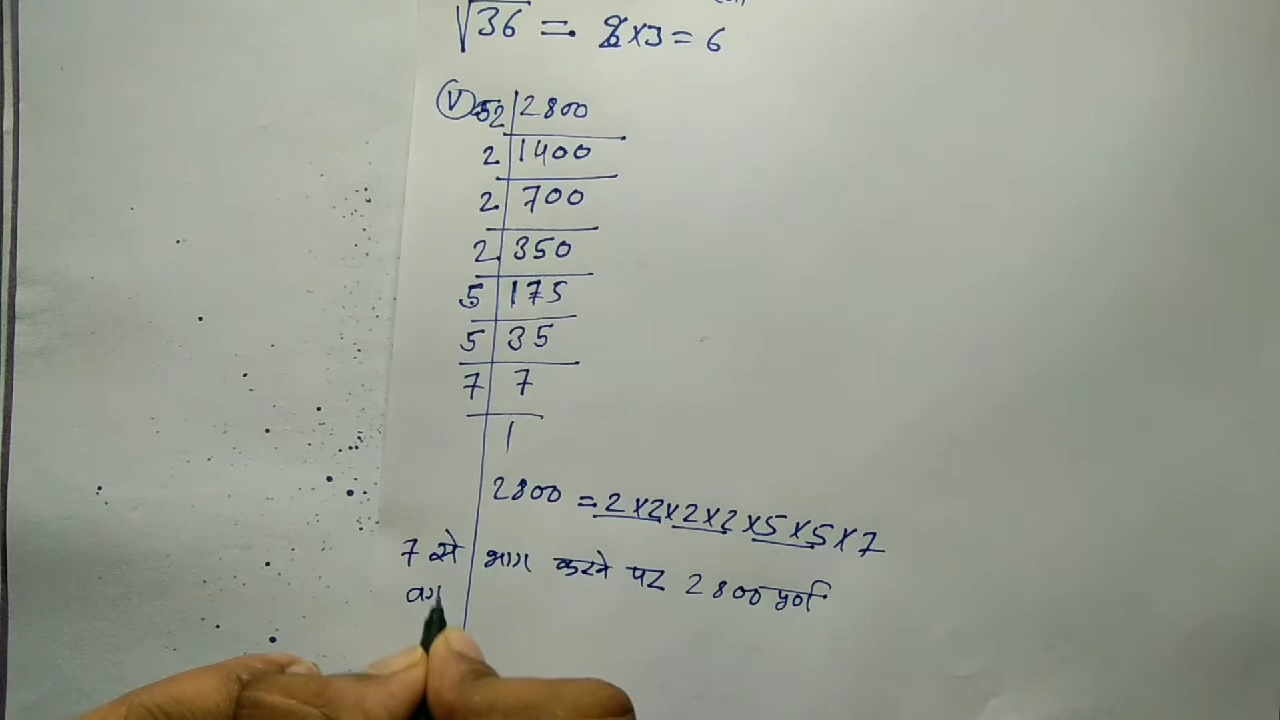 √36 = 2×3 = 6
(V) 2 | 2800
2 | 1400
2 | 700
2 | 350
5 | 175
5 | 35
7 | 7
1
2800 = 2×2×2×2×5×5×7
7 से भाग करने पर 2800 पूर्ण
वर्ग